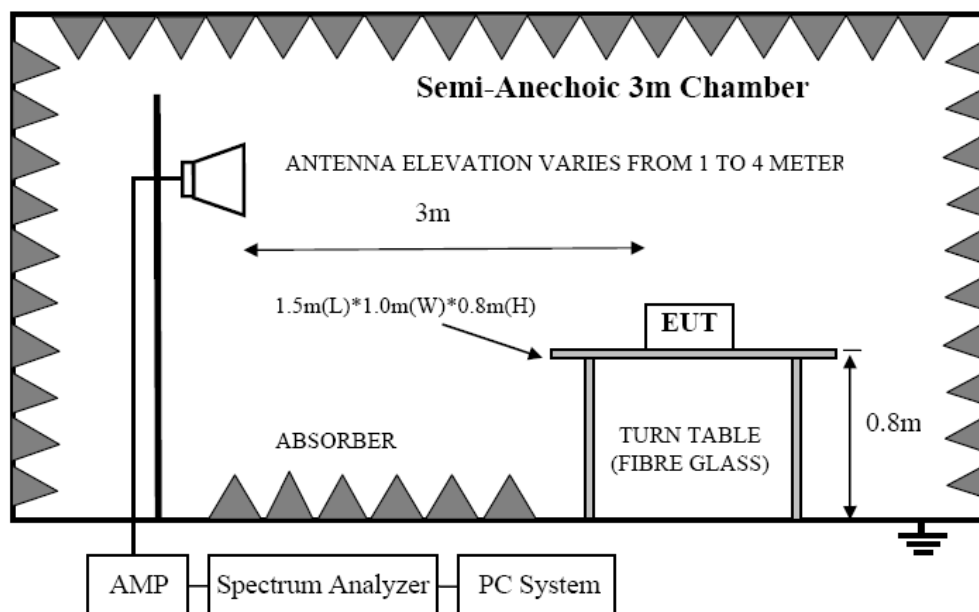 Semi-Anechoic 3m Chamber
ANTENNA ELEVATION VARIES FROM 1 TO 4 METER
3m
1.5m(L)*1.0m(W)*0.8m(H)
EUT
0.8m
ABSORBER
TURN TABLE
(FIBRE GLASS)
AMP
Spectrum Analyzer
PC System